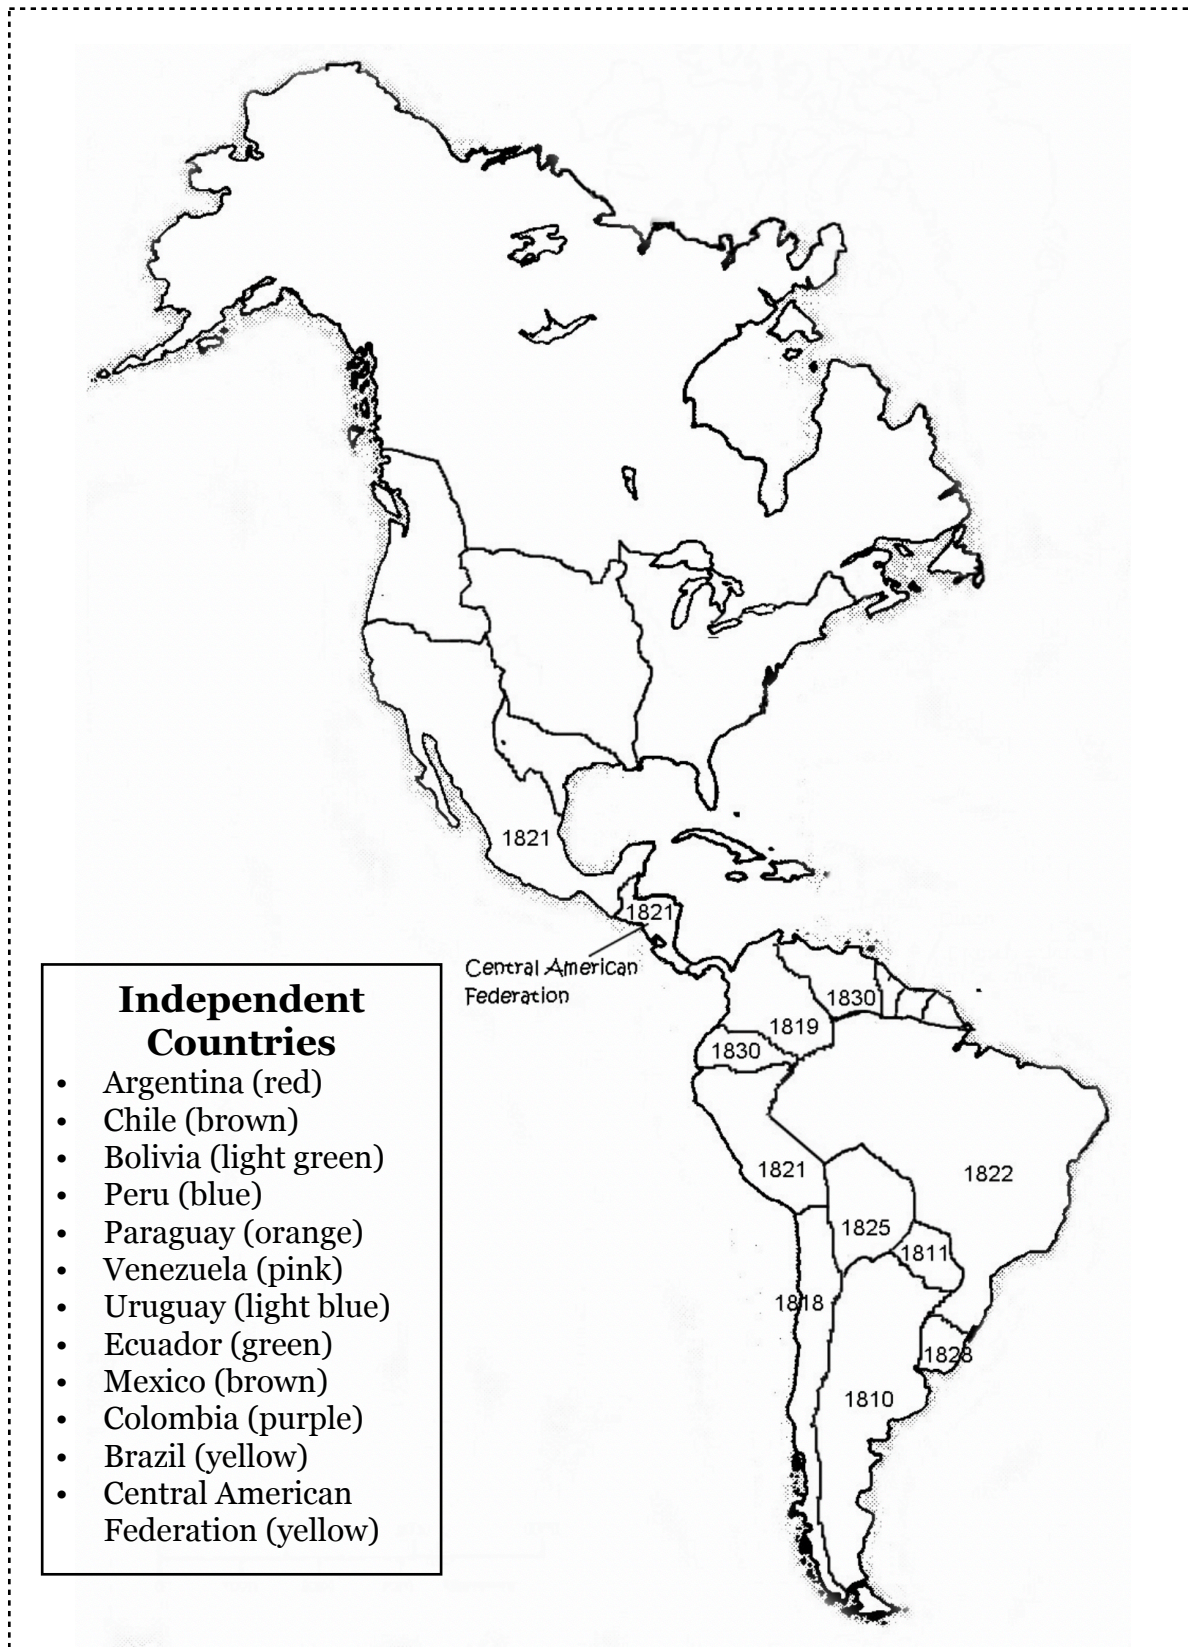 1821
1821
Central American
Federation
1830
1819
1830
1821
1822
1825
1811
1818
1828
1810
Independent
Countries
• Argentina (red)
• Chile (brown)
• Bolivia (light green)
• Peru (blue)
• Paraguay (orange)
• Venezuela (pink)
• Uruguay (light blue)
• Ecuador (green)
• Mexico (brown)
• Colombia (purple)
• Brazil (yellow)
• Central American
Federation (yellow)